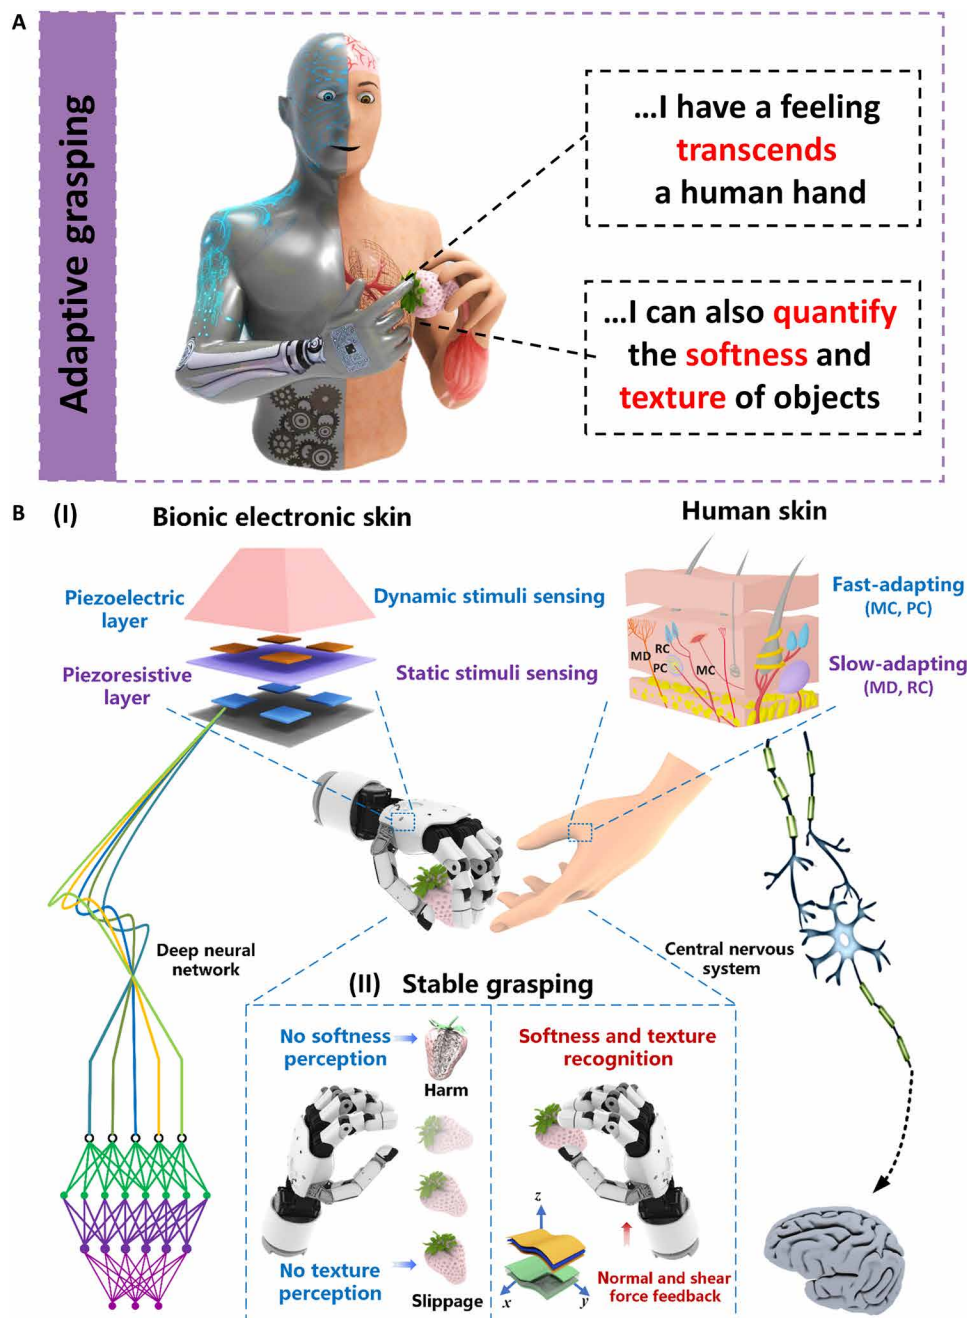 A
Adaptive grasping
...I have a feeling
transcends
a human hand
...I can also quantify
the softness and
texture of objects
B
(I)
Bionic electronic skin
Human skin
Piezoelectric
layer
Dynamic stimuli sensing
Fast-adapting
(MC, PC)
Piezoresistive
layer
Static stimuli sensing
MD
RC
PC
MC
Slow-adapting
(MD, RC)
Deep neural
network
Central nervous
system
(II) Stable grasping
No softness
perception
Harm
Softness and texture
recognition
No texture
perception
Slippage
z
x
y
Normal and shear
force feedback